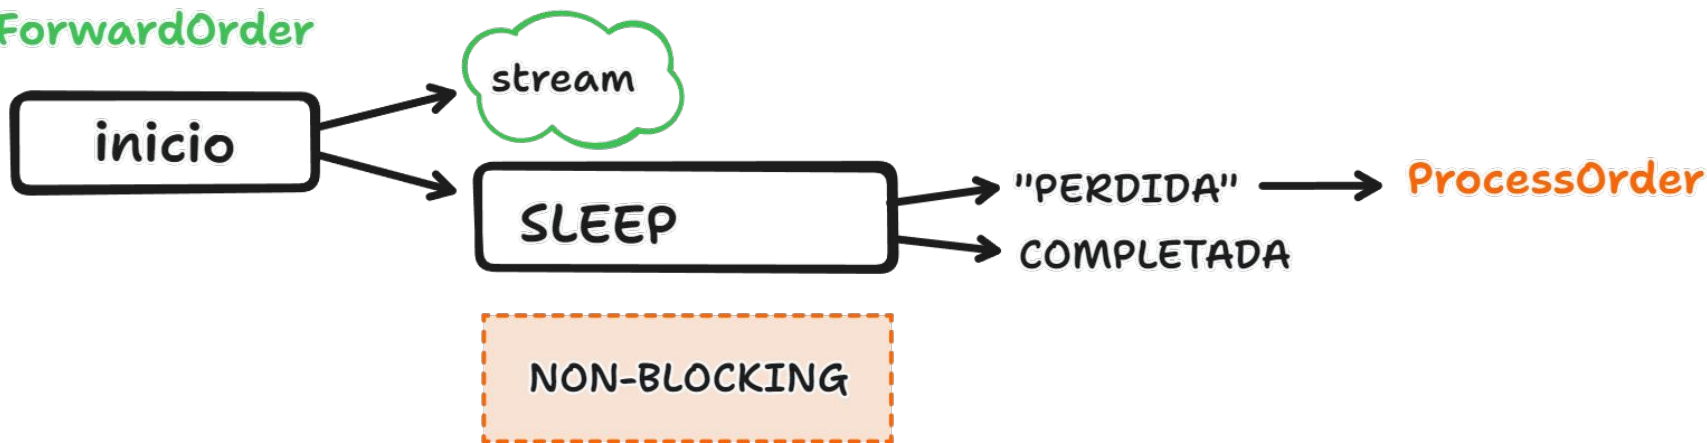 ForwardOrder
stream
inicio
SLEEP
"PERDIDA"
ProcessOrder
COMPLETADA
NON-BLOCKING